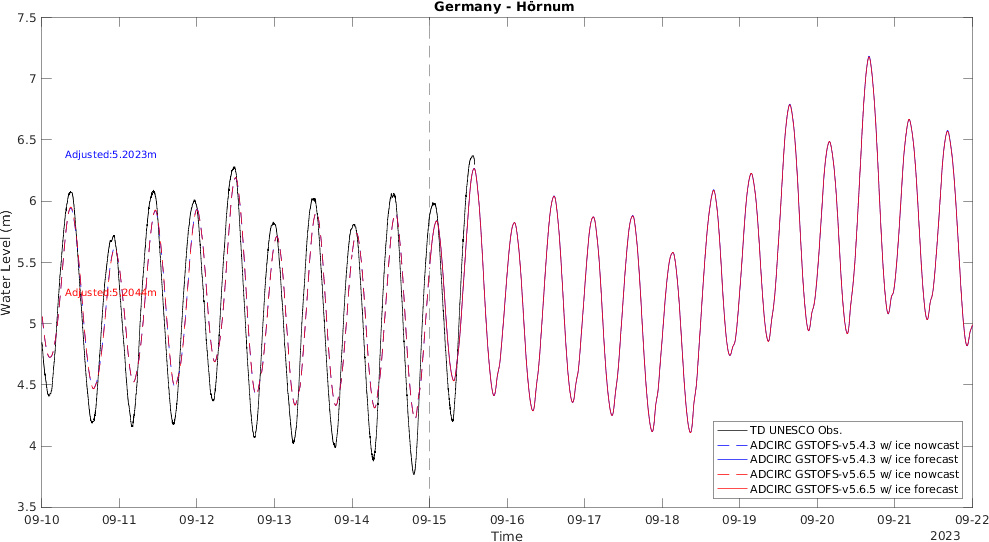 Germany - Hörnum
7.5
7
6.5
6
5.5
5
4.5
4
3.5
Water Level (m)
Adjusted:5.2023m
Adjusted:5.2044m
TD UNESCO Obs.
ADCIRC GSTOFS-v5.4.3 w/ ice nowcast
ADCIRC GSTOFS-v5.4.3 w/ ice forecast
ADCIRC GSTOFS-v5.6.5 w/ ice nowcast
ADCIRC GSTOFS-v5.6.5 w/ ice forecast
09-10 09-11 09-12 09-13 09-14 09-15 09-16 09-17 09-18 09-19 09-20 09-21 09-22
Time
2023